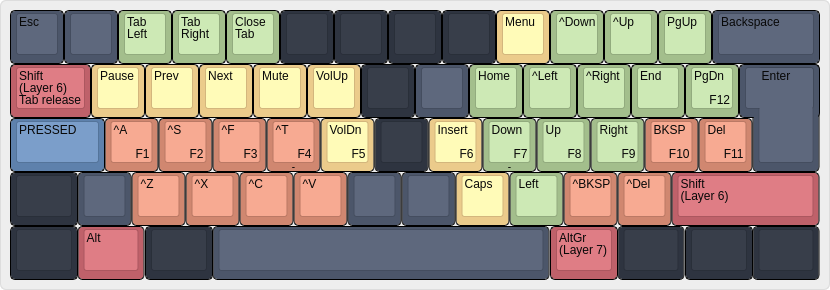 Esc
Tab
Left
Tab
Right
Close
Tab
Menu
^Down
^Up
PgUp
Backspace
Shift
(Layer 6)
Tab release
Pause
Prev
Next
Mute
VolUp
Home
^Left
^Right
End
PgDn
F12
Enter
PRESSED
^A
F1
^S
F2
^F
F3
^T
F4
-
VolDn
F5
Insert
F6
Down
F7
-
Up
F8
Right
F9
BKSP
F10
Del
F11
^Z
^X
^C
^V
Caps
Left
^BKSP
^Del
Shift
(Layer 6)
Alt
AltGr
(Layer 7)